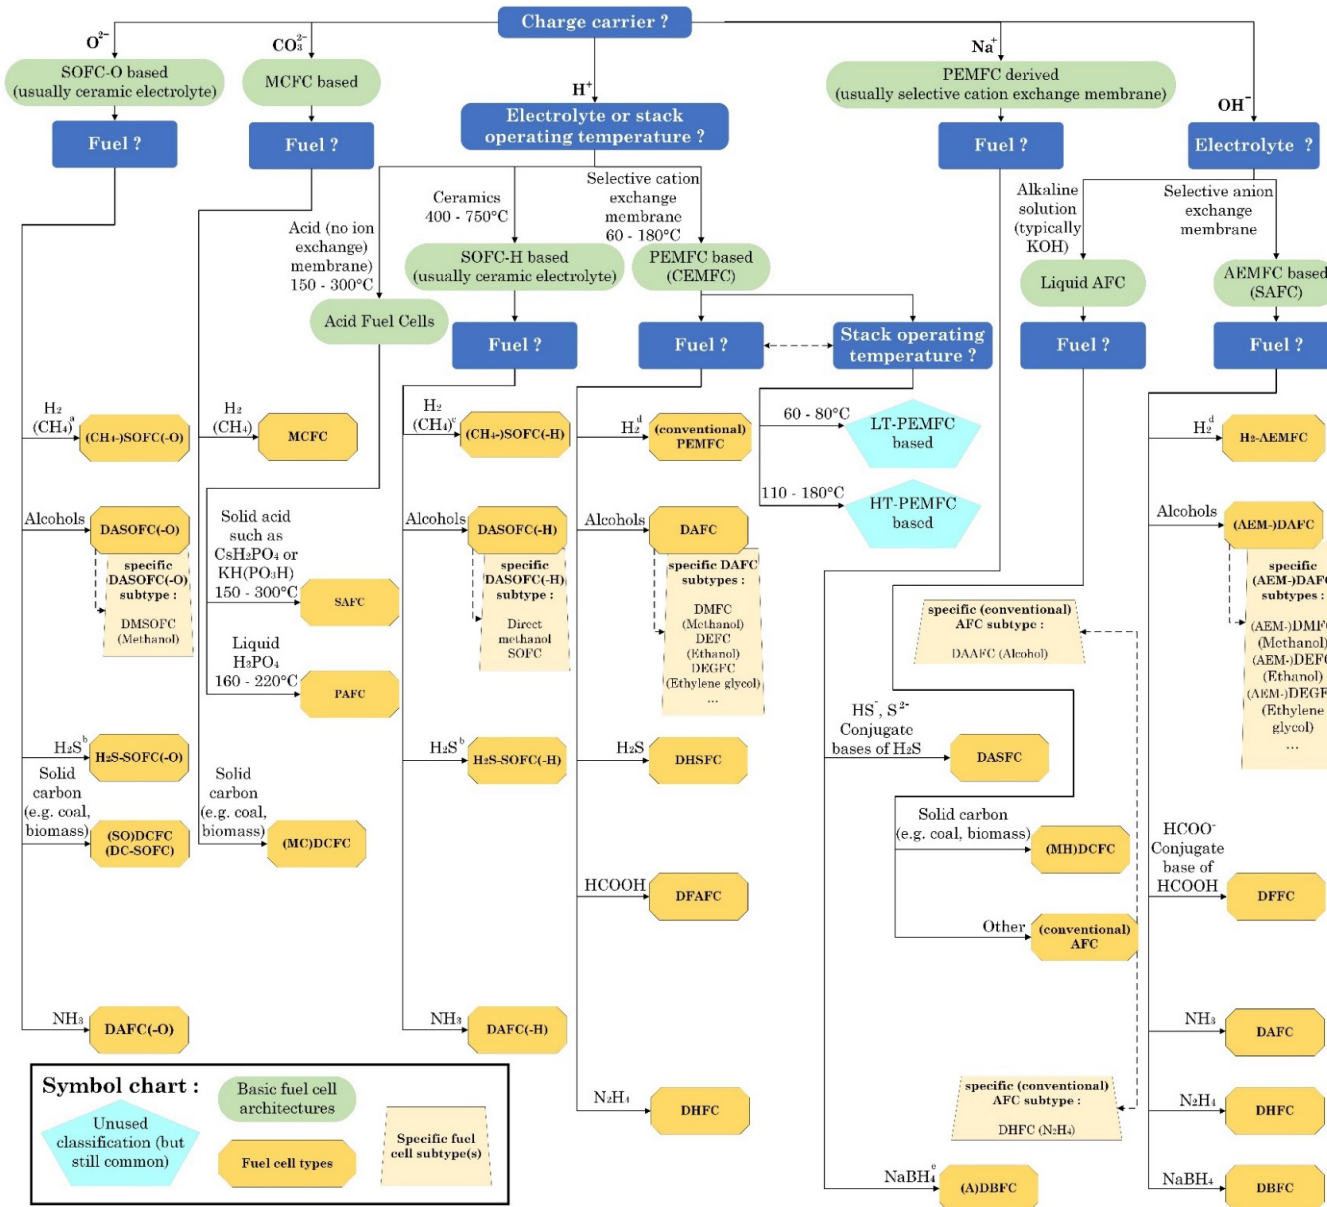 Charge carrier ?
O²⁻
CO₃²⁻
H⁺
Na⁺
OH⁻
SOFC-O based
(usually ceramic electrolyte)
MCFC based
PEMFC derived
(usually selective cation exchange membrane)
Fuel ?
Fuel ?
Electrolyte or stack
operating temperature ?
Fuel ?
Electrolyte ?
Acid (no ion
exchange)
membrane)
150 - 300°C
Ceramics
400 - 750°C
Selective cation
exchange
membrane
60 - 180°C
Alkaline
solution
(typically
KOH)
Selective anion
exchange
membrane
Acid Fuel Cells
SOFC-H based
(usually ceramic electrolyte)
PEMFC based
(CEMFC)
Liquid AFC
AEMFC based
(SAFC)
Fuel ?
Fuel ?
Stack operating
temperature ?
Fuel ?
Fuel ?
H₂
(CH₄)ᵃ
(CH₄-)SOFC(-O)
Alcohols
DASOFC(-O)
specific
DASOFC(-O)
subtype :
DMSOFC
(Methanol)
H₂Sᵇ
H₂S-SOFC(-O)
Solid
carbon
(e.g. coal,
biomass)
(SO)DCFC
(DC-SOFC)
NH₃
DAFC(-O)
H₂
(CH₄)
MCFC
Solid
carbon
(e.g. coal,
biomass)
(MC)DCFC
Solid acid
such as
CsH₂PO₄ or
KH(PO₃H)
150 - 300°C
SAFC
Liquid
H₃PO₄
160 - 220°C
PAFC
H₂
(CH₄)ᶜ
(CH₄-)SOFC(-H)
Alcohols
DASOFC(-H)
specific
DASOFC(-H)
subtype :
Direct
methanol
SOFC
H₂Sᵇ
H₂S-SOFC(-H)
NH₃
DAFC(-H)
H₂ᵈ
(conventional)
PEMFC
Alcohols
DAFC
specific DAFC
subtypes :
DMFC
(Methanol)
DEFC
(Ethanol)
DEGFC
(Ethylene glycol)
...
H₂S
DHSFC
HCOOH
DFAFC
N₂H₄
DHFC
60 - 80°C
LT-PEMFC
based
110 - 180°C
HT-PEMFC
based
HS⁻, S²⁻
Conjugate
bases of H₂S
DASFC
NaBH₄ᵉ
(A)DBFC
specific (conventional)
AFC subtype :
DAAFC (Alcohol)
Solid carbon
(e.g. coal, biomass)
(MH)DCFC
Other
(conventional)
AFC
specific (conventional)
AFC subtype :
DHFC (N₂H₄)
H₂ᵈ
H₂-AEMFC
Alcohols
(AEM-)DAFC
specific
(AEM-)DAFC
subtypes :
(AEM-)DMFC
(Methanol)
(AEM-)DEFC
(Ethanol)
(AEM-)DEGF
(Ethylene
glycol)
...
HCOO⁻
Conjugate
base of
HCOOH
DFFC
NH₃
DAFC
N₂H₄
DHFC
NaBH₄
DBFC
Symbol chart :
Unused
classification (but
still common)
Basic fuel cell
architectures
Fuel cell types
Specific fuel
cell subtype(s)